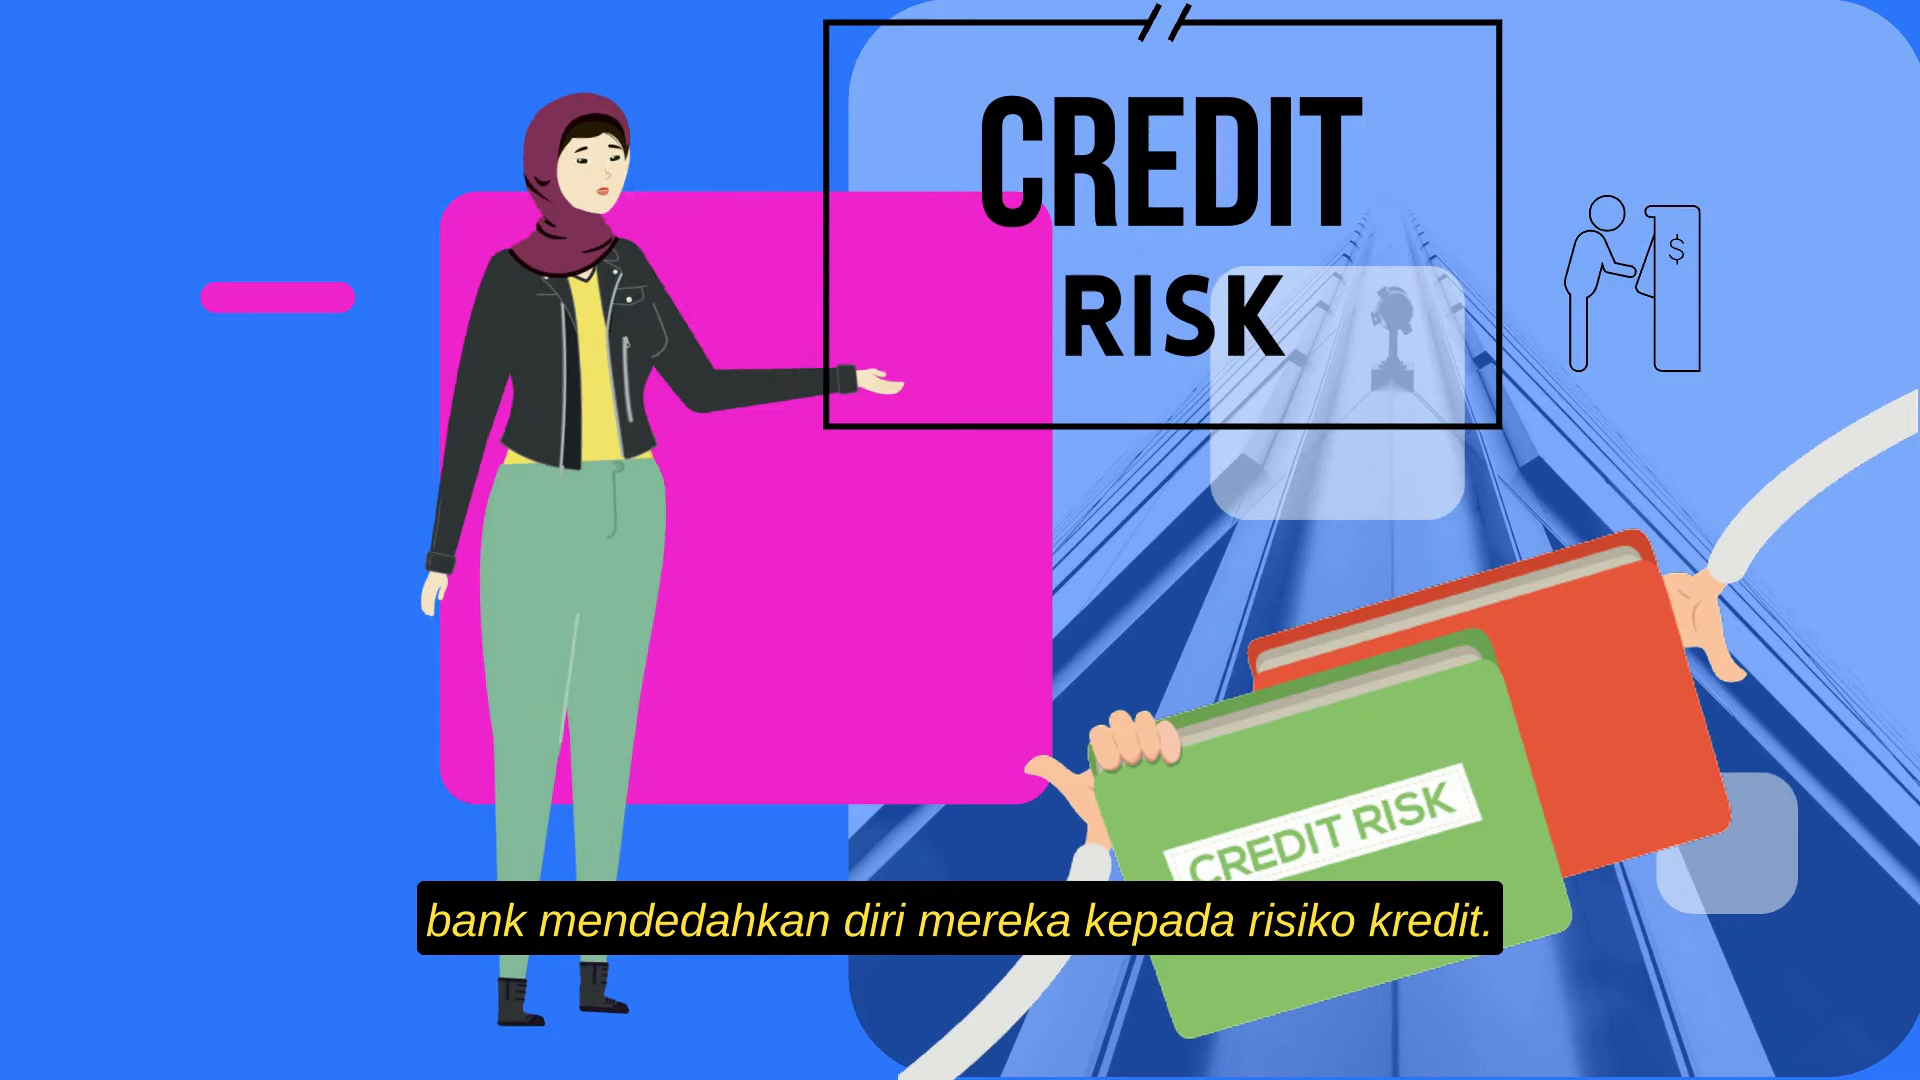 CREDIT
RISK
$
CREDIT RISK
bank mendedahkan diri mereka kepada risiko kredit.